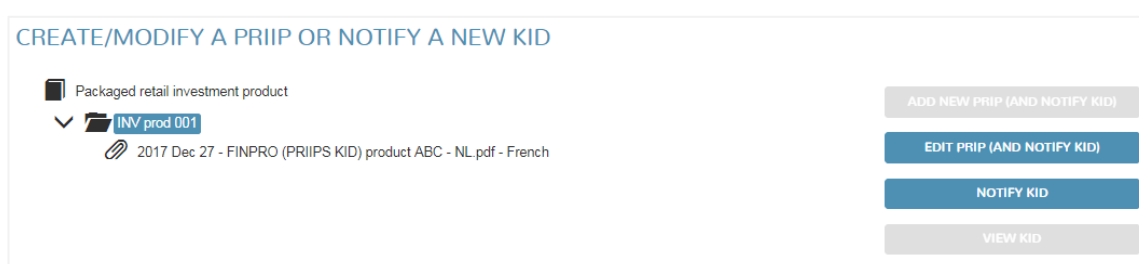 CREATE/MODIFY A PRIIP OR NOTIFY A NEW KID
Packaged retail investment product
INV prod 001
2017 Dec 27 - FINPRO (PRIIPS KID) product ABC - NL.pdf - French
ADD NEW PRIP (AND NOTIFY KID)
EDIT PRIP (AND NOTIFY KID)
NOTIFY KID
VIEW KID